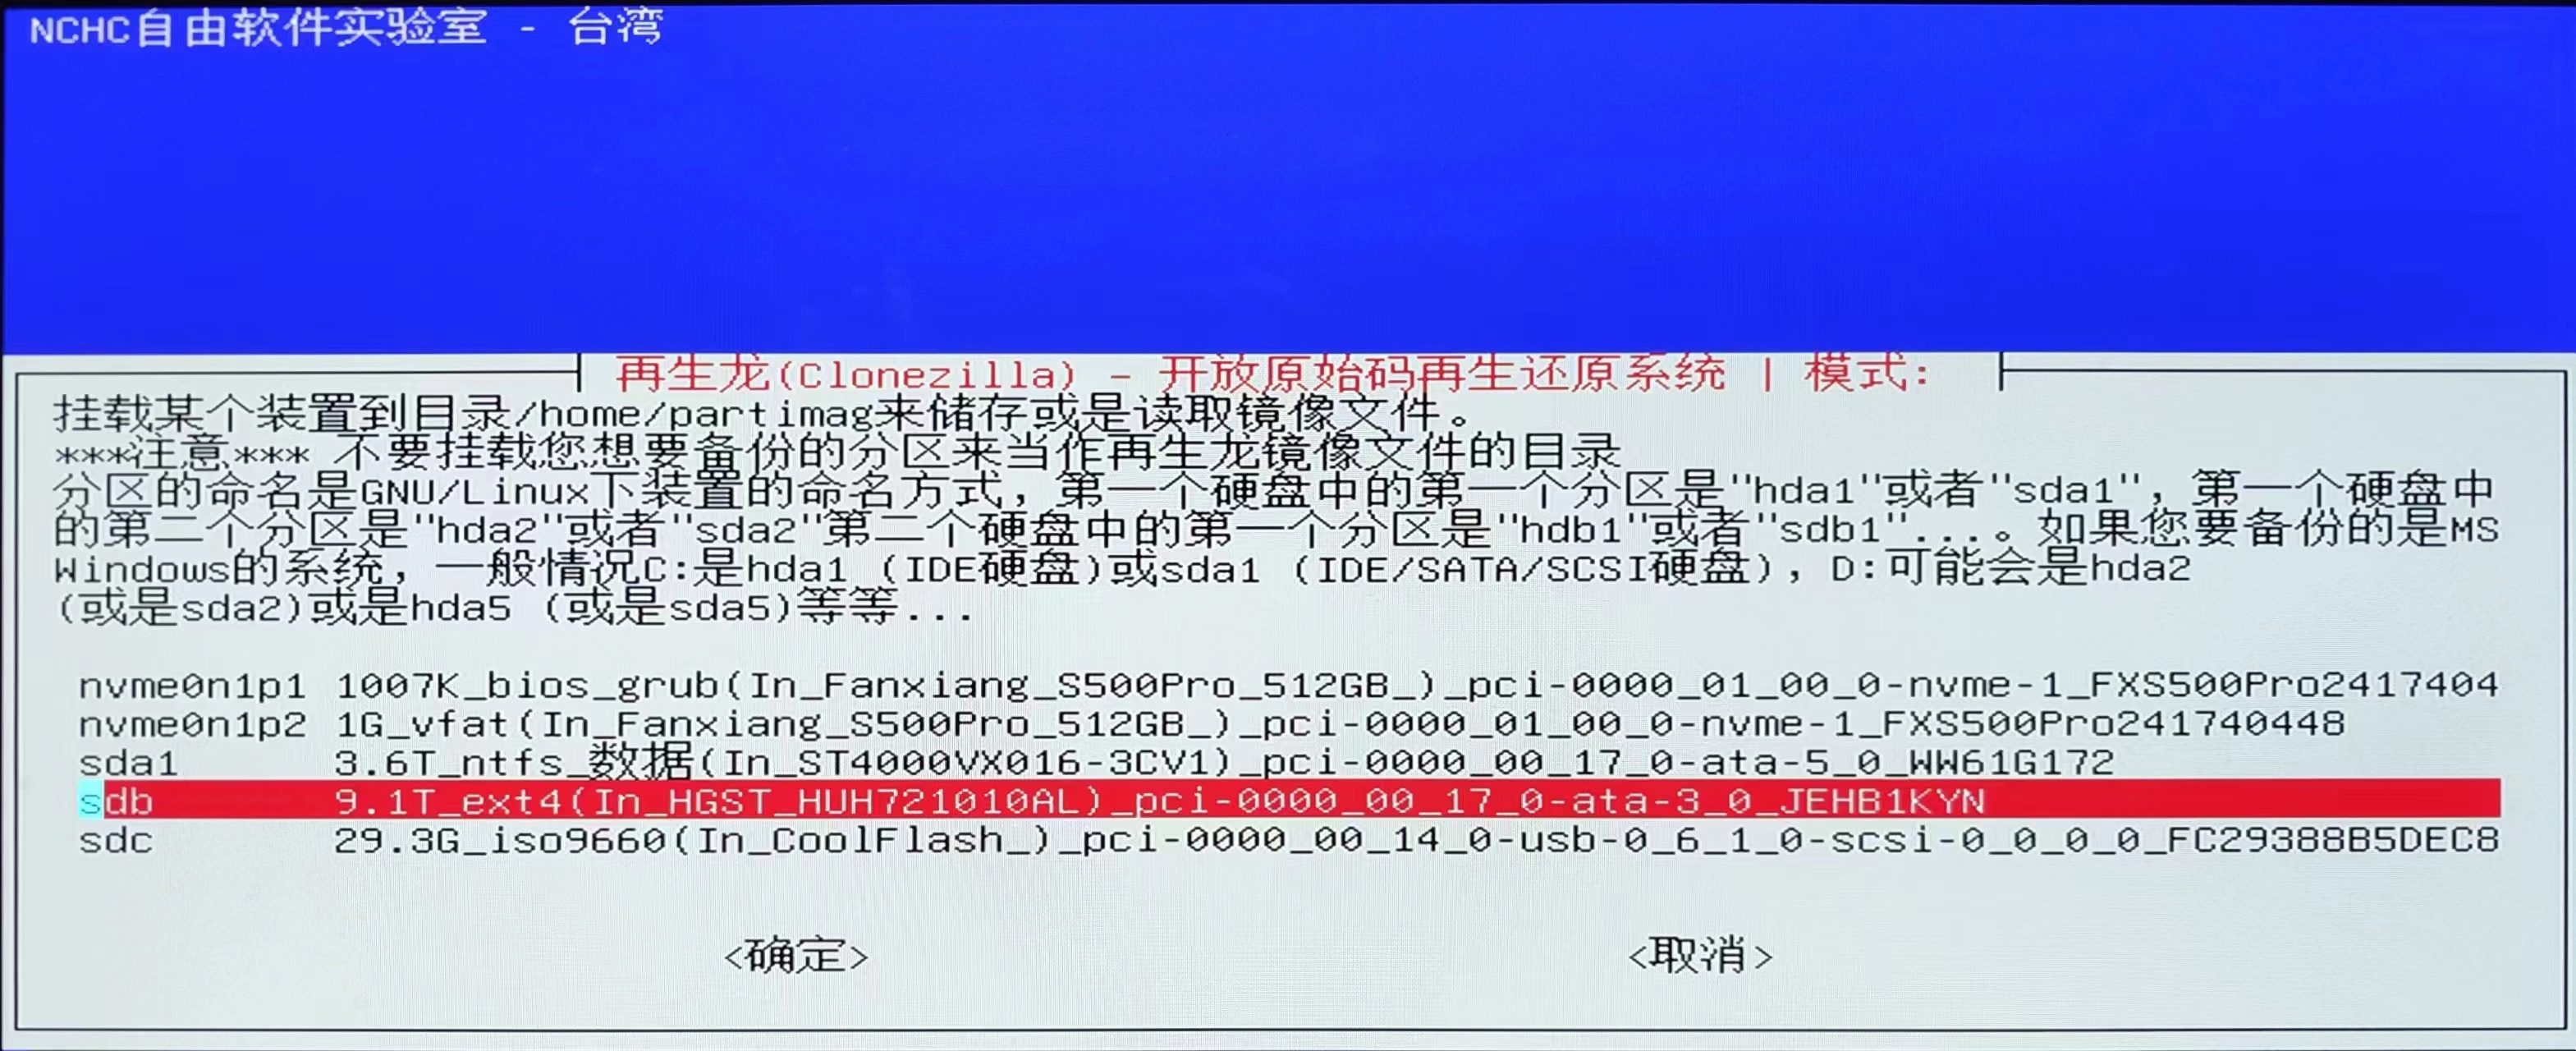 NCHC自由软件实验室 - 台湾
再生龙(Clonezilla) - 开放原始码再生还原系统 | 模式:
挂载某个装置到目录/home/partimag来储存或是读取镜像文件。
***注意*** 不要挂载您想要备份的分区来当作再生龙镜像文件的目录
分区的命名是GNU/Linux下装置的命名方式，第一个硬盘中的第一个分区是"hda1"或者"sda1"，第一个硬盘中
的第二个分区是"hda2"或者"sda2"第二个硬盘中的第一个分区是"hdb1"或者"sdb1"...。如果您要备份的是MS
Windows的系统，一般情况C:是hda1 (IDE硬盘)或sda1 (IDE/SATA/SCSI硬盘)，D:可能会是hda2
(或是sda2)或是hda5 (或是sda5)等等...
nvme0n1p1 1007K_bios_grub(In_Fanxiang_S500Pro_512GB_)_pci-0000_01_00_0-nvme-1_FXS500Pro2417404
nvme0n1p2 1G_vfat(In_Fanxiang_S500Pro_512GB_)_pci-0000_01_00_0-nvme-1_FXS500Pro241740448
sda1 3.6T_ntfs_数据(In_ST4000VX016-3CV1)_pci-0000_00_17_0-ata-5_0_WW61G172
sdb 9.1T_ext4(In_HGST_HUH721010AL)_pci-0000_00_17_0-ata-3_0_JEHB1KYN
sdc 29.3G_iso9660(In_CoolFlash_)_pci-0000_00_14_0-usb-0_6_1_0-scsi-0_0_0_0_FC29388B5DEC8
<确定> <取消>